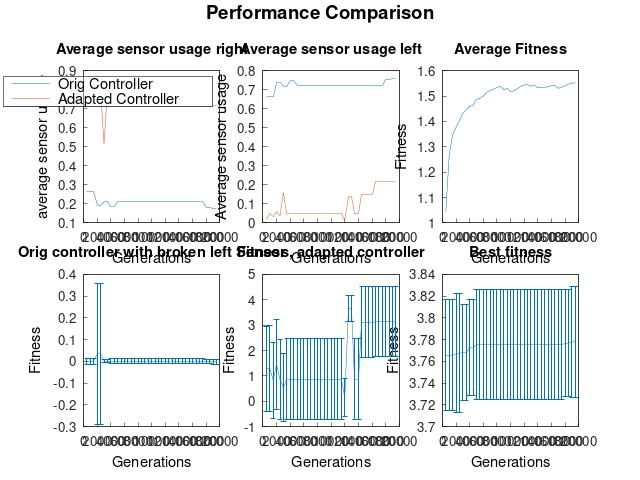 Performance Comparison
Average sensor usage right
Average sensor usage left
Average Fitness
Orig Controller
Adapted Controller
average sensor usage
0.9
0.7
0.6
0.5
0.4
0.3
0.2
0.1
Generations
Average sensor usage
0.8
0.7
0.6
0.5
0.4
0.3
0.2
0.1
0
Generations
Fitness
1.6
1.5
1.4
1.3
1.2
1.1
1
Generations
Orig controller with broken left Sensor
Fitness, adapted controller
Best fitness
Fitness
0.4
0.3
0.2
0.1
0
-0.1
-0.2
-0.3
Generations
Fitness
5
4
3
2
1
0
-1
Generations
Fitness
3.84
3.82
3.8
3.78
3.76
3.74
3.72
3.7
Generations